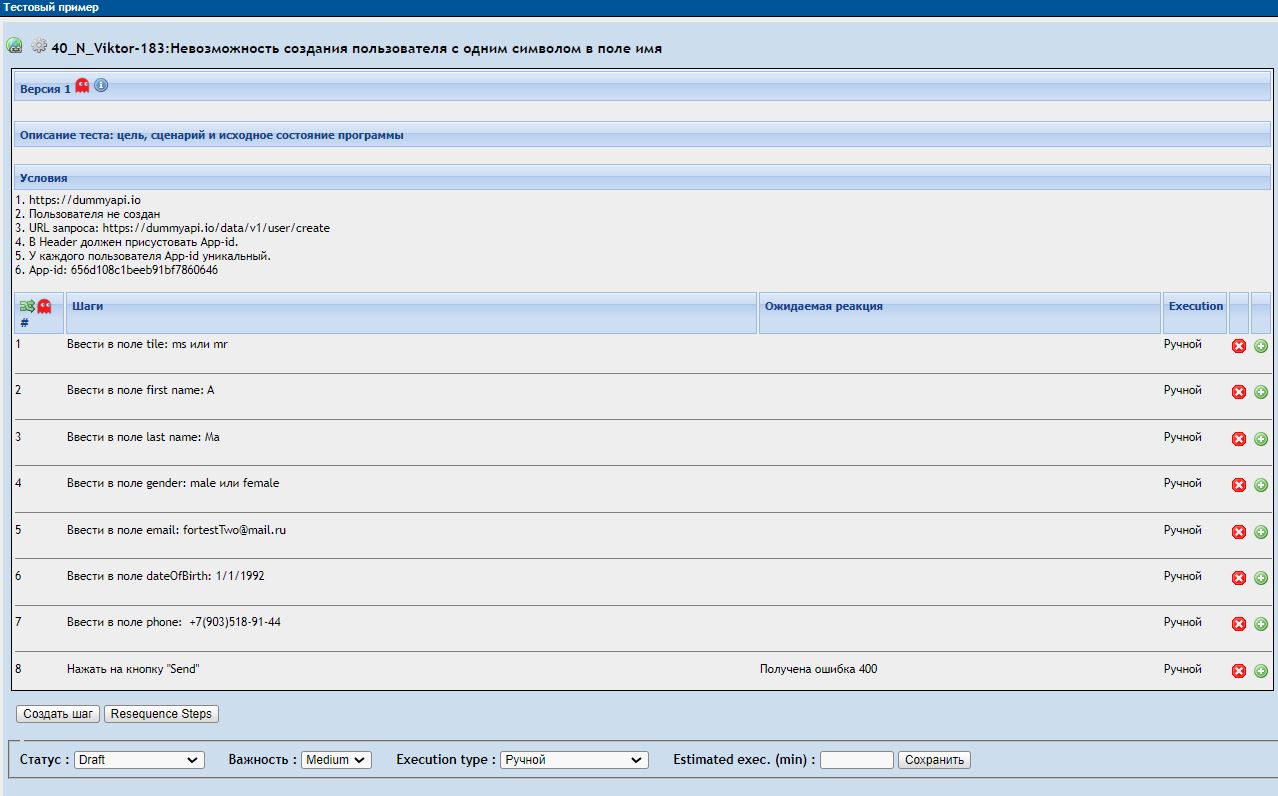 Тестовый пример
40_N_Viktor-183:Невозможность создания пользователя с одним символом в поле имя
Версия 1
Описание теста: цель, сценарий и исходное состояние программы
Условия
1. https://dummyapi.io
2. Пользователя не создан
3. URL запроса: https://dummyapi.io/data/v1/user/create
4. В Header должен присустовать App-id.
5. У каждого пользователя App-id уникальный.
6. App-id: 656d108c1beeb91bf7860646
# Шаги Ожидаемая реакция Execution
1 Ввести в поле tile: ms или mr Ручной
2 Ввести в поле first name: A Ручной
3 Ввести в поле last name: Ma Ручной
4 Ввести в поле gender: male или female Ручной
5 Ввести в поле email: fortestTwo@mail.ru Ручной
6 Ввести в поле dateOfBirth: 1/1/1992 Ручной
7 Ввести в поле phone: +7(903)518-91-44 Ручной
8 Нажать на кнопку "Send" Получена ошибка 400 Ручной
Создать шаг Resequence Steps
Статус : Draft Важность : Medium Execution type : Ручной Estimated exec. (min) : Сохранить